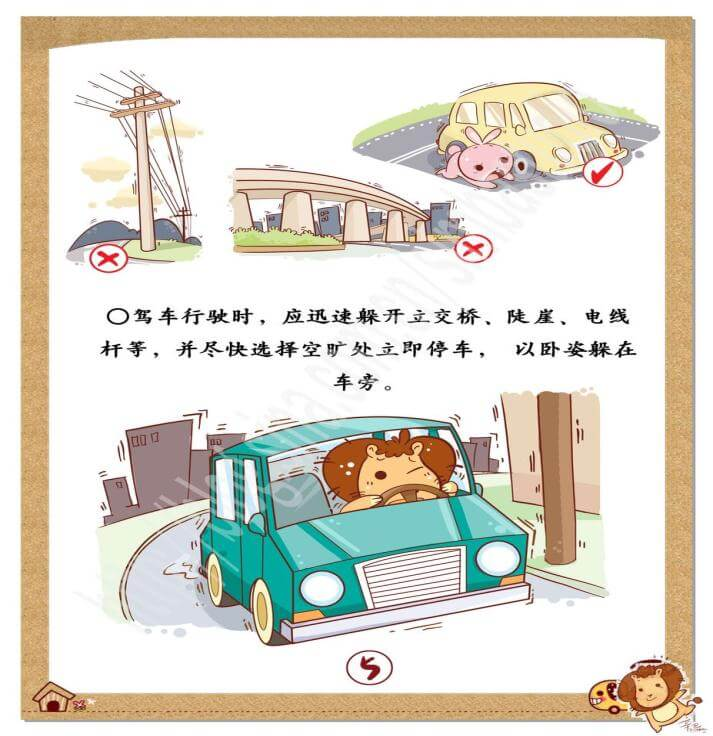 〇驾车行驶时，应迅速躲开立交桥、陡崖、电线
杆等，并尽快选择空旷处立即停车， 以卧姿躲在
车旁。
5